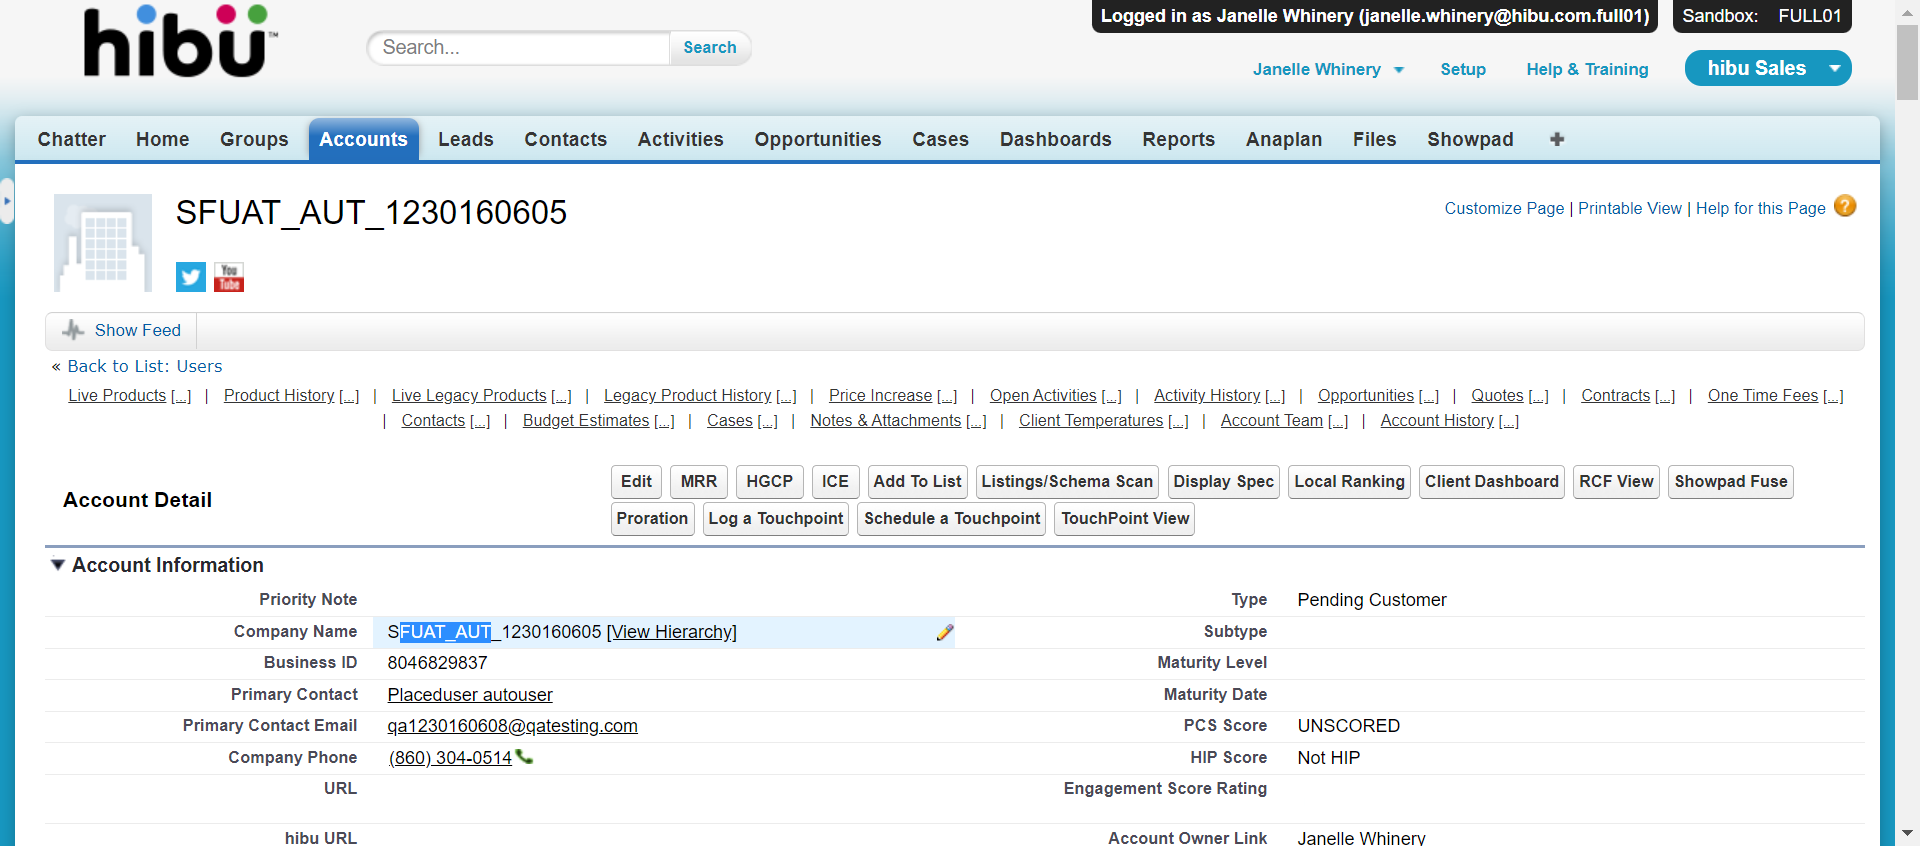 hibu™
Search...
Search
Logged in as Janelle Whinery (janelle.whinery@hibu.com.full01)
Sandbox: FULL01
Janelle Whinery
Setup
Help & Training
hibu Sales
Chatter Home Groups Accounts Leads Contacts Activities Opportunities Cases Dashboards Reports Anaplan Files Showpad
SFUAT_AUT_1230160605
Customize Page | Printable View | Help for this Page ?
You Tube
Show Feed
« Back to List: Users
Live Products [...] | Product History [...] | Live Legacy Products [...] | Legacy Product History [...] | Price Increase [...] | Open Activities [...] | Activity History [...] | Opportunities [...] | Quotes [...] | Contracts [...] | One Time Fees [...]
| Contacts [...] | Budget Estimates [...] | Cases [...] | Notes & Attachments [...] | Client Temperatures [...] | Account Team [...] | Account History [...]
Account Detail
Edit MRR HGCP ICE Add To List Listings/Schema Scan Display Spec Local Ranking Client Dashboard RCF View Showpad Fuse
Proration Log a Touchpoint Schedule a Touchpoint TouchPoint View
Account Information
Priority Note
Type Pending Customer
Company Name SFUAT_AUT_1230160605 [View Hierarchy]
Subtype
Business ID 8046829837
Maturity Level
Primary Contact Placeduser autouser
Maturity Date
Primary Contact Email qa1230160608@qatesting.com
PCS Score UNSCORED
Company Phone (860) 304-0514
HIP Score Not HIP
URL
Engagement Score Rating
hibu URL
Account Owner Link Janelle Whinery